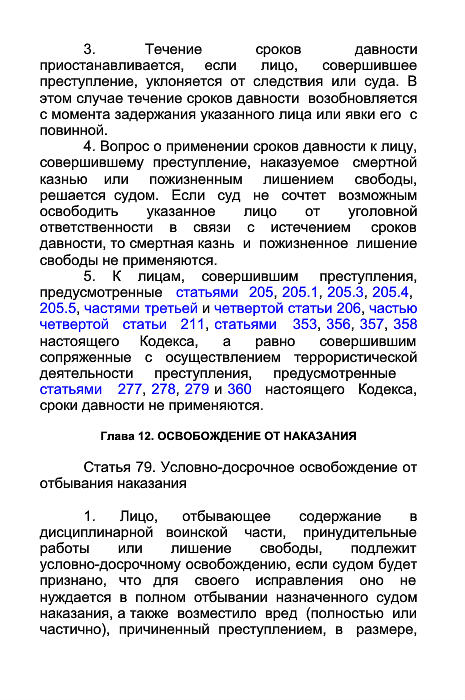 3. Течение сроков давности
приостанавливается, если лицо, совершившее
преступление, уклоняется от следствия или суда. В
этом случае течение сроков давности возобновляется
с момента задержания указанного лица или явки его с
повинной.
4. Вопрос о применении сроков давности к лицу,
совершившему преступление, наказуемое смертной
казнью или пожизненным лишением свободы,
решается судом. Если суд не сочтет возможным
освободить указанное лицо от уголовной
ответственности в связи с истечением сроков
давности, то смертная казнь и пожизненное лишение
свободы не применяются.
5. К лицам, совершившим преступления,
предусмотренные статьями 205, 205.1, 205.3, 205.4,
205.5, частями третьей и четвертой статьи 206, частью
четвертой статьи 211, статьями 353, 356, 357, 358
настоящего Кодекса, а равно совершившим
сопряженные с осуществлением террористической
деятельности преступления, предусмотренные
статьями 277, 278, 279 и 360 настоящего Кодекса,
сроки давности не применяются.
Глава 12. ОСВОБОЖДЕНИЕ ОТ НАКАЗАНИЯ
Статья 79. Условно-досрочное освобождение от
отбывания наказания
1. Лицо, отбывающее содержание в
дисциплинарной воинской части, принудительные
работы или лишение свободы, подлежит
условно-досрочному освобождению, если судом будет
признано, что для своего исправления оно не
нуждается в полном отбывании назначенного судом
наказания, а также возместило вред (полностью или
частично), причиненный преступлением, в размере,